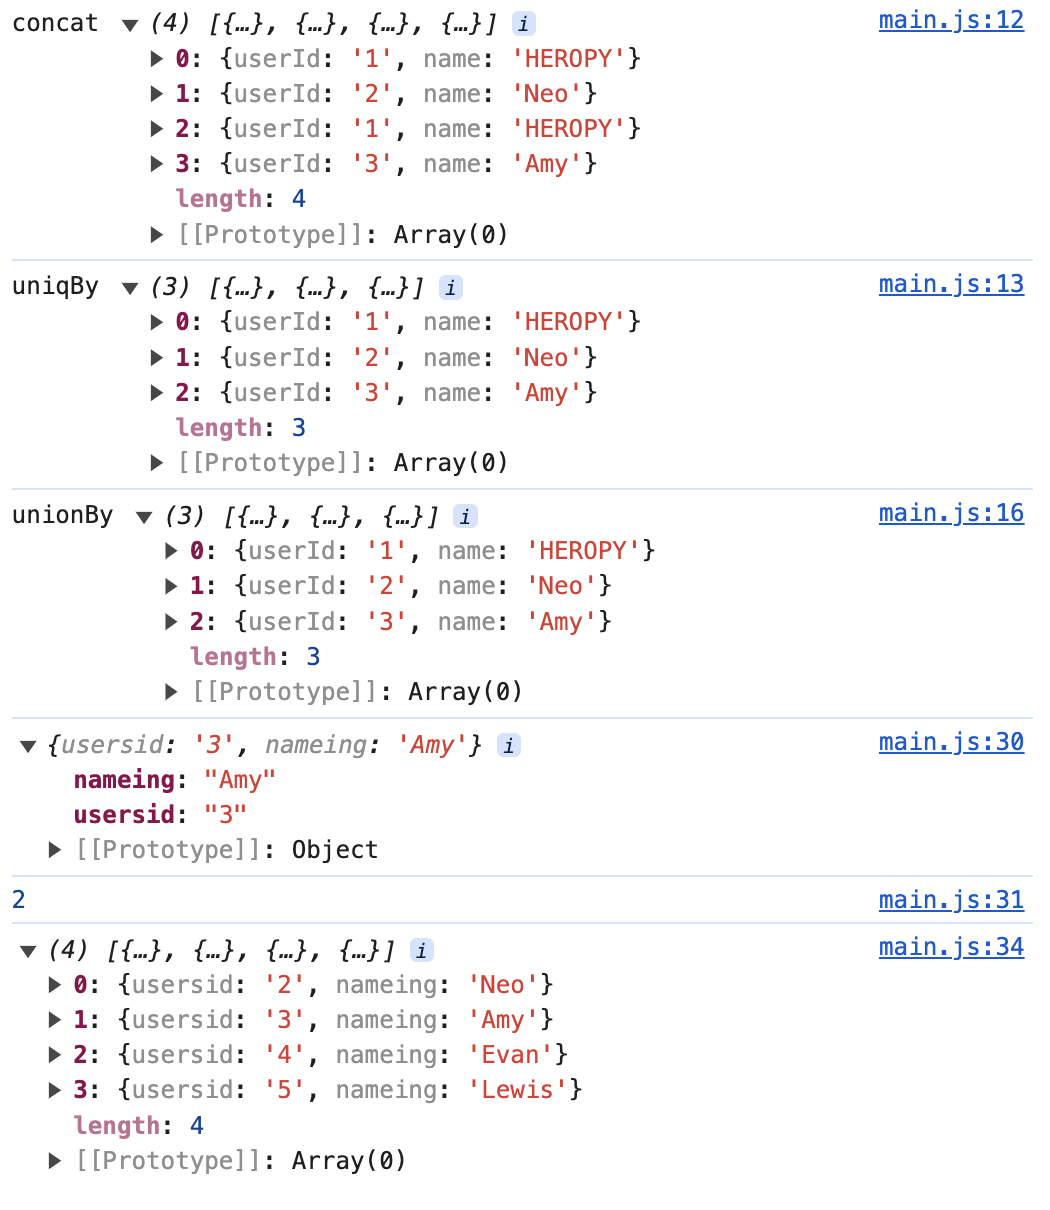 concat ▼ (4) [{…}, {…}, {…}, {…}] i main.js:12
▶ 0: {userId: '1', name: 'HEROPY'}
▶ 1: {userId: '2', name: 'Neo'}
▶ 2: {userId: '1', name: 'HEROPY'}
▶ 3: {userId: '3', name: 'Amy'}
length: 4
▶ [[Prototype]]: Array(0)
uniqBy ▼ (3) [{…}, {…}, {…}] i main.js:13
▶ 0: {userId: '1', name: 'HEROPY'}
▶ 1: {userId: '2', name: 'Neo'}
▶ 2: {userId: '3', name: 'Amy'}
length: 3
▶ [[Prototype]]: Array(0)
unionBy ▼ (3) [{…}, {…}, {…}] i main.js:16
▶ 0: {userId: '1', name: 'HEROPY'}
▶ 1: {userId: '2', name: 'Neo'}
▶ 2: {userId: '3', name: 'Amy'}
length: 3
▶ [[Prototype]]: Array(0)
▼ {usersid: '3', nameing: 'Amy'} i main.js:30
nameing: "Amy"
usersid: "3"
▶ [[Prototype]]: Object
2 main.js:31
▼ (4) [{…}, {…}, {…}, {…}] i main.js:34
▶ 0: {usersid: '2', nameing: 'Neo'}
▶ 1: {usersid: '3', nameing: 'Amy'}
▶ 2: {usersid: '4', nameing: 'Evan'}
▶ 3: {usersid: '5', nameing: 'Lewis'}
length: 4
▶ [[Prototype]]: Array(0)